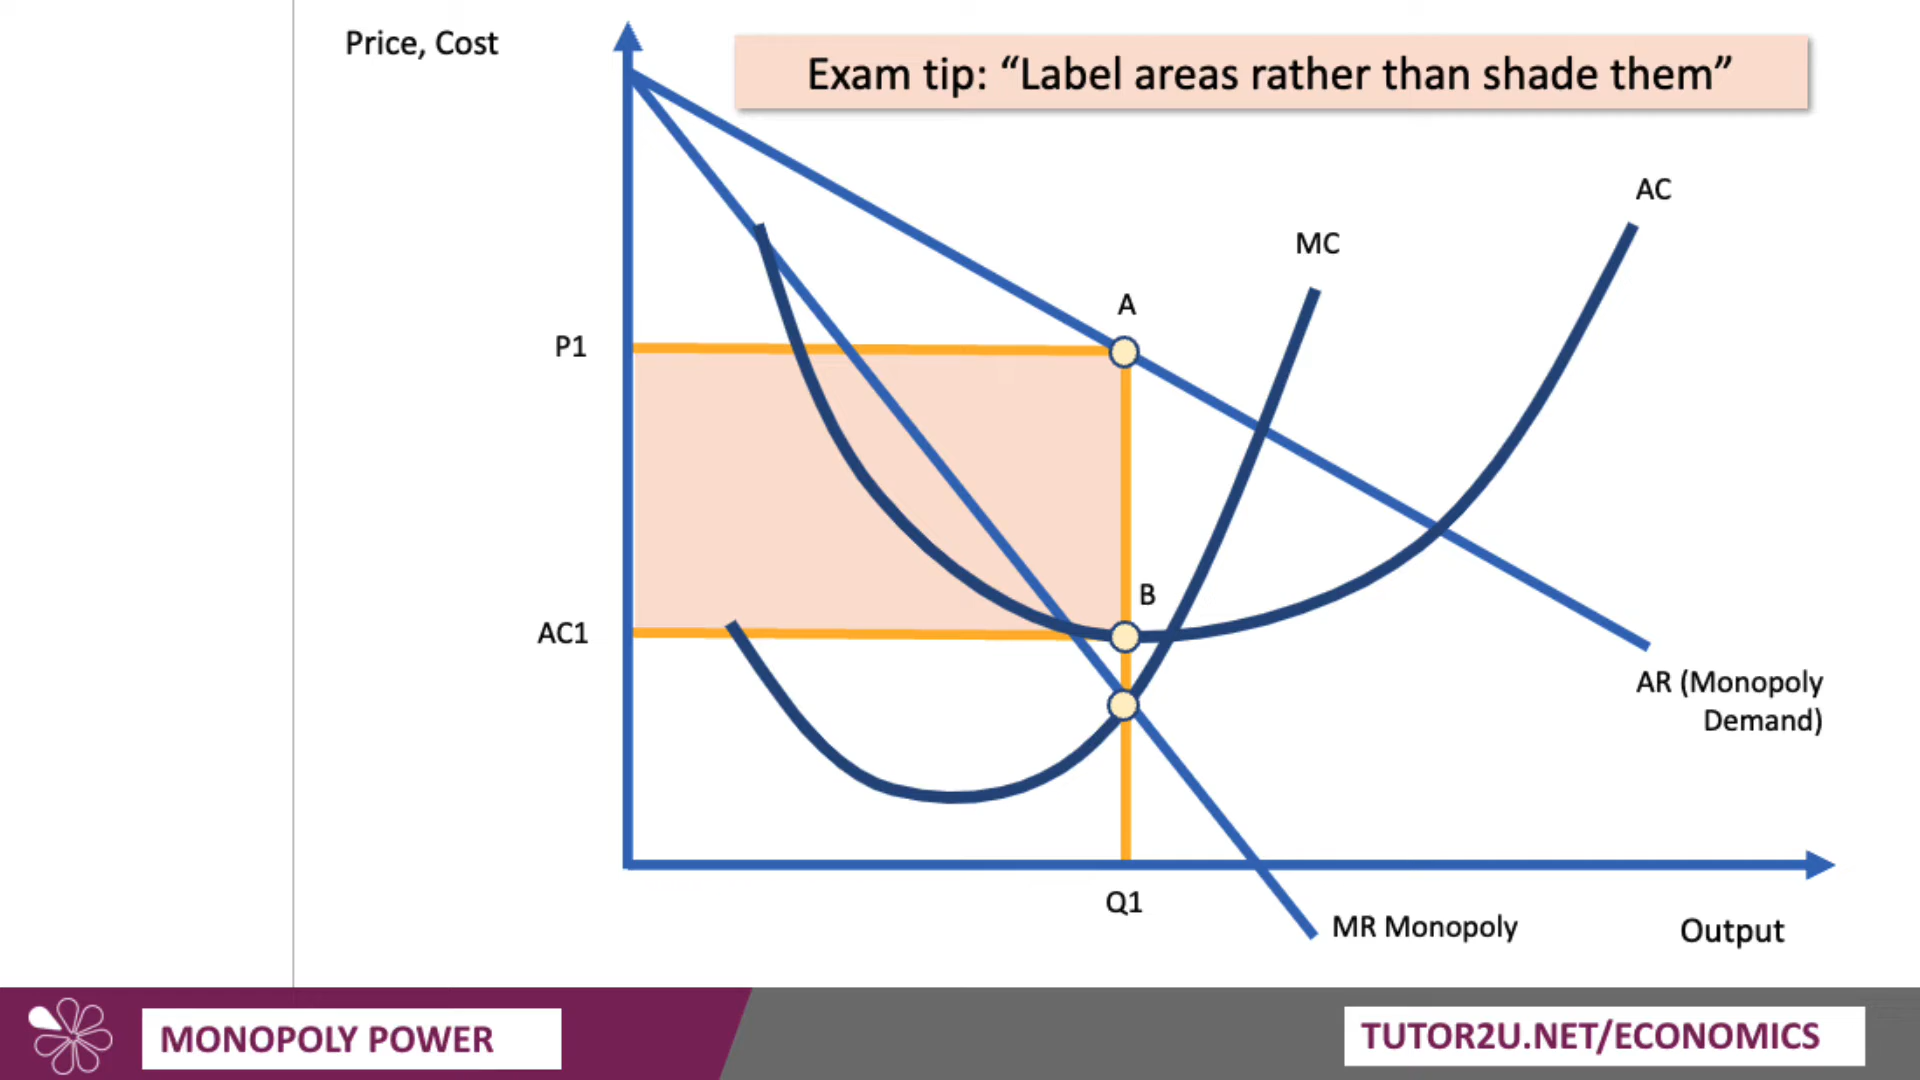 Price, Cost
Exam tip: “Label areas rather than shade them”
AC
MC
A
P1
B
AC1
AR (Monopoly
Demand)
Q1
MR Monopoly
Output
MONOPOLY POWER
TUTOR2U.NET/ECONOMICS